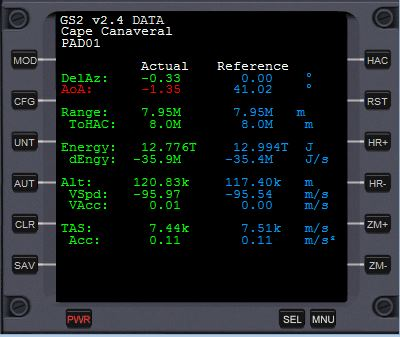 GS2 v2.4 DATA
Cape Canaveral
PAD01
Actual Reference
DelAz: -0.33 0.00 °
AoA: -1.35 41.02 °
Range: 7.95M 7.95M m
ToHAC: 8.0M 8.0M m
Energy: 12.776T 12.994T J
dEngy: -35.9M -35.4M J/s
Alt: 120.83k 117.40k m
VSpd: -95.97 -95.54 m/s
VAcc: 0.01 0.00 m/s
TAS: 7.44k 7.51k m/s
Acc: 0.11 0.11 m/s²
MOD
CFG
UNT
AUT
CLR
SAV
HAC
RST
HR+
HR-
ZM+
ZM-
PWR SEL MNU